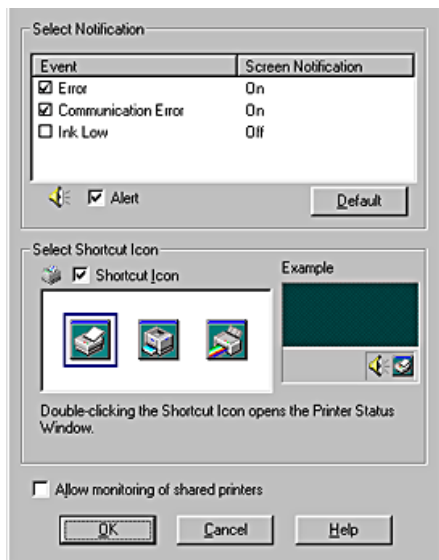 Select Notification
Event Screen Notification
Error On
Communication Error On
Ink Low Off
Alert Default
Select Shortcut Icon
Shortcut Icon Example
Double-clicking the Shortcut Icon opens the Printer Status
Window.
Allow monitoring of shared printers
OK Cancel Help